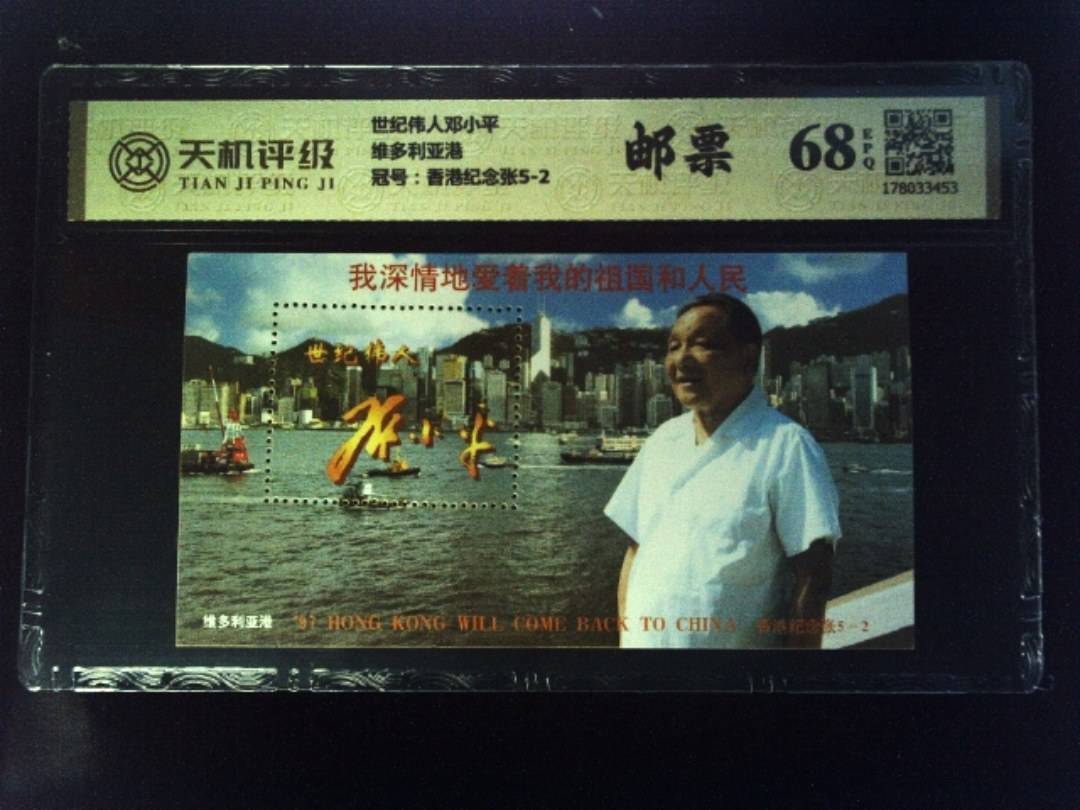 天机评级
TIAN JI PING JI
世纪伟人邓小平
维多利亚港
冠号：香港纪念张5-2
邮票
68
EPQ
178033453
我深情地爱着我的祖国和人民
世纪伟人
邓小平
维多利亚港
'97 HONG KONG WILL COME BACK TO CHINA
香港纪念张5-2